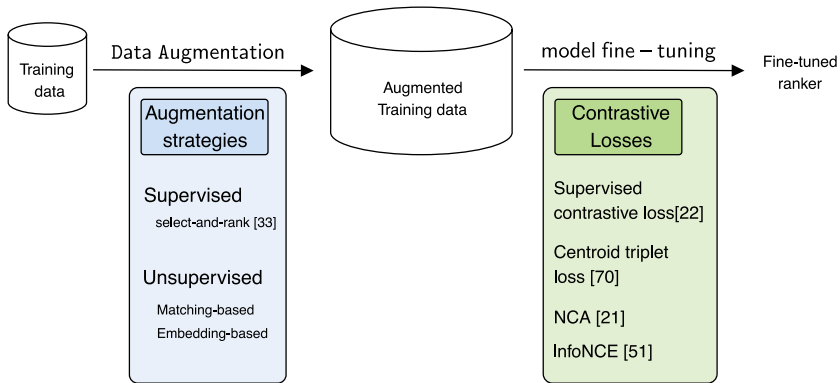 Training
data
Data Augmentation
Augmented
Training data
model fine – tuning
Fine-tuned
ranker
Augmentation
strategies
Supervised
select-and-rank [33]
Unsupervised
Matching-based
Embedding-based
Contrastive
Losses
Supervised
contrastive loss[22]
Centroid triplet
loss [70]
NCA [21]
InfoNCE [51]